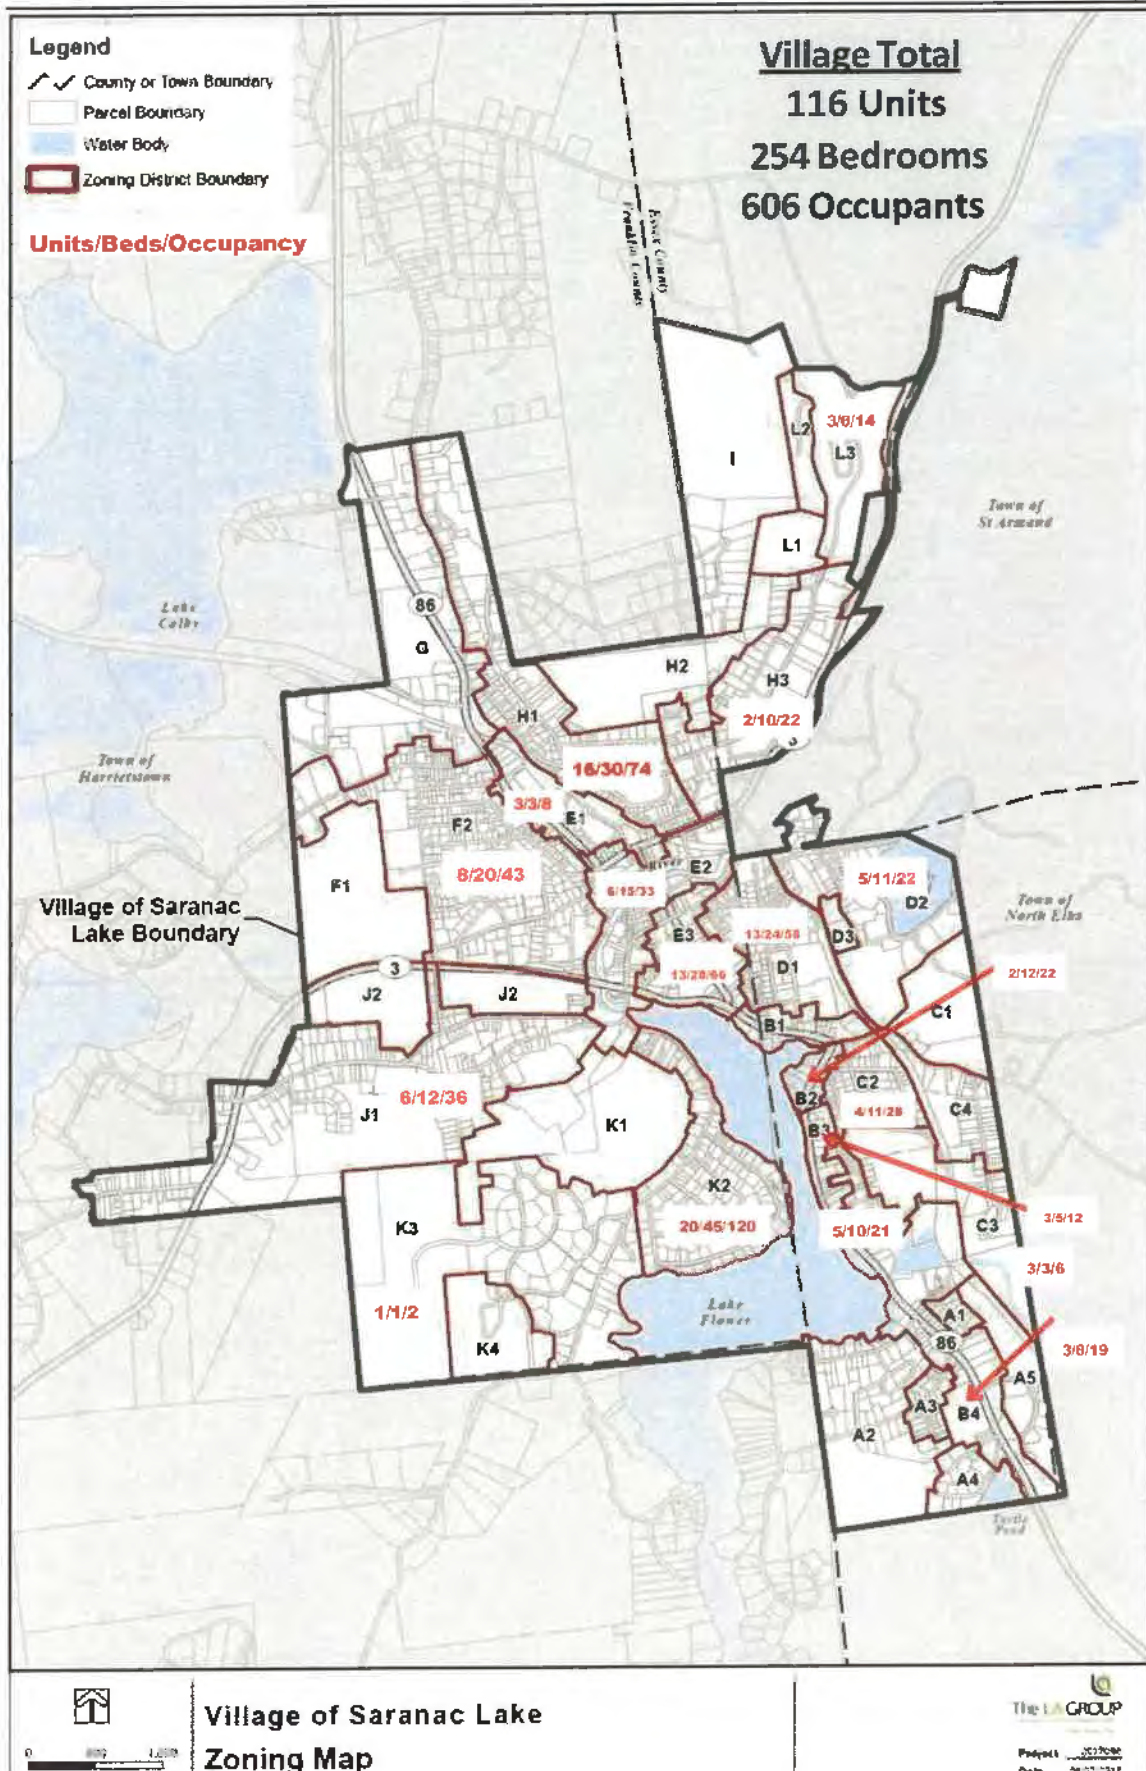 Legend
County or Town Boundary
Parcel Boundary
Water Body
Zoning District Boundary
Units/Beds/Occupancy
Village Total
116 Units
254 Bedrooms
606 Occupants
Essex County
Franklin County
I
L2
3/6/14
L3
L1
Town of
St Armand
Lake
Colby
86
G
H2
H3
H1
2/10/22
3
Town of
Harrietstown
16/30/74
3/3/8
E1
F2
River
E2
8/20/43
6/15/33
5/11/22
D2
F1
Village of Saranac
Lake Boundary
Town of
North Elba
E3
13/24/58
D3
13/28/66
D1
2/12/22
3
J2
J2
B1
C1
C2
B2
J1
6/12/36
K1
4/11/28
C4
B3
K2
K3
20/45/120
5/10/21
C3
3/5/12
3/3/6
1/1/2
Lake
Flower
A1
86
K4
3/8/19
A5
A3
B4
A2
A4
Turtle
Pond
Village of Saranac Lake
Zoning Map
The LA GROUP
0
Project
Date